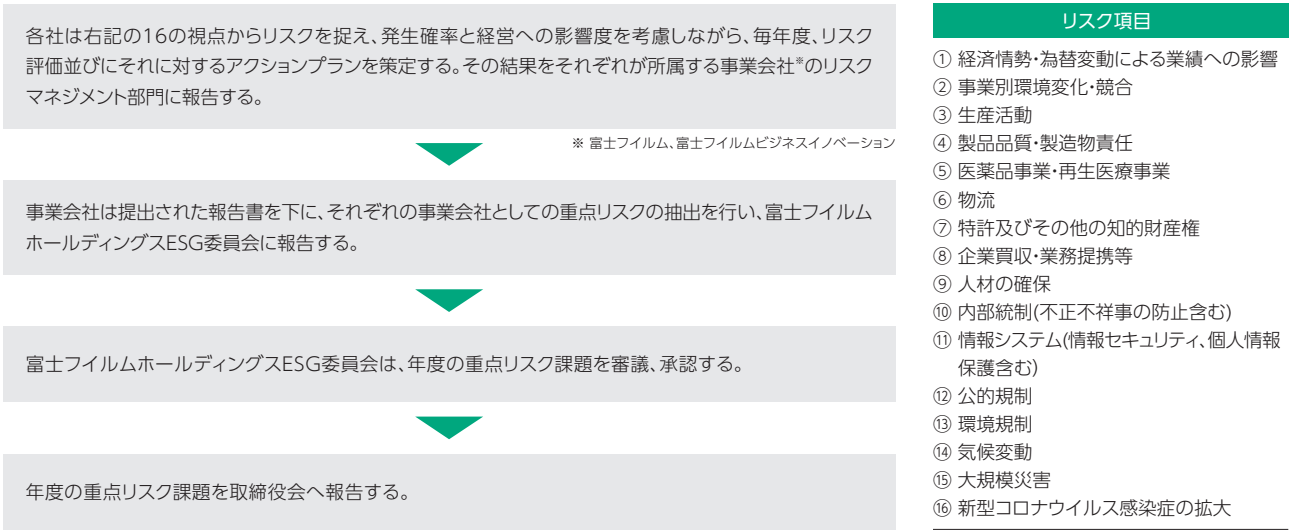 各社は右記の16の視点からリスクを捉え、発生確率と経営への影響度を考慮しながら、毎年度、リスク
評価並びにそれに対するアクションプランを策定する。その結果をそれぞれが所属する事業会社※のリスク
マネジメント部門に報告する。
※ 富士フイルム、富士フイルムビジネスイノベーション
事業会社は提出された報告書を下に、それぞれの事業会社としての重点リスクの抽出を行い、富士フイルム
ホールディングスESG委員会に報告する。
富士フイルムホールディングスESG委員会は、年度の重点リスク課題を審議、承認する。
年度の重点リスク課題を取締役会へ報告する。
リスク項目
① 経済情勢・為替変動による業績への影響
② 事業別環境変化・競合
③ 生産活動
④ 製品品質・製造物責任
⑤ 医薬品事業・再生医療事業
⑥ 物流
⑦ 特許及びその他の知的財産権
⑧ 企業買収・業務提携等
⑨ 人材の確保
⑩ 内部統制(不正不祥事の防止含む)
⑪ 情報システム(情報セキュリティ、個人情報
保護含む)
⑫ 公的規制
⑬ 環境規制
⑭ 気候変動
⑮ 大規模災害
⑯ 新型コロナウイルス感染症の拡大